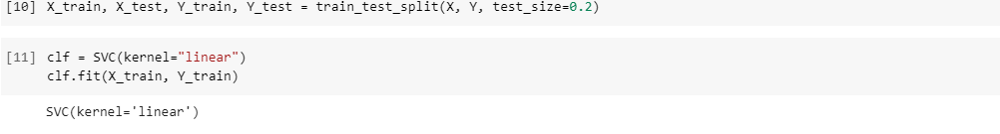 [10] X_train, X_test, Y_train, Y_test = train_test_split(X, Y, test_size=0.2)
[11] clf = SVC(kernel="linear")
clf.fit(X_train, Y_train)
SVC(kernel='linear')